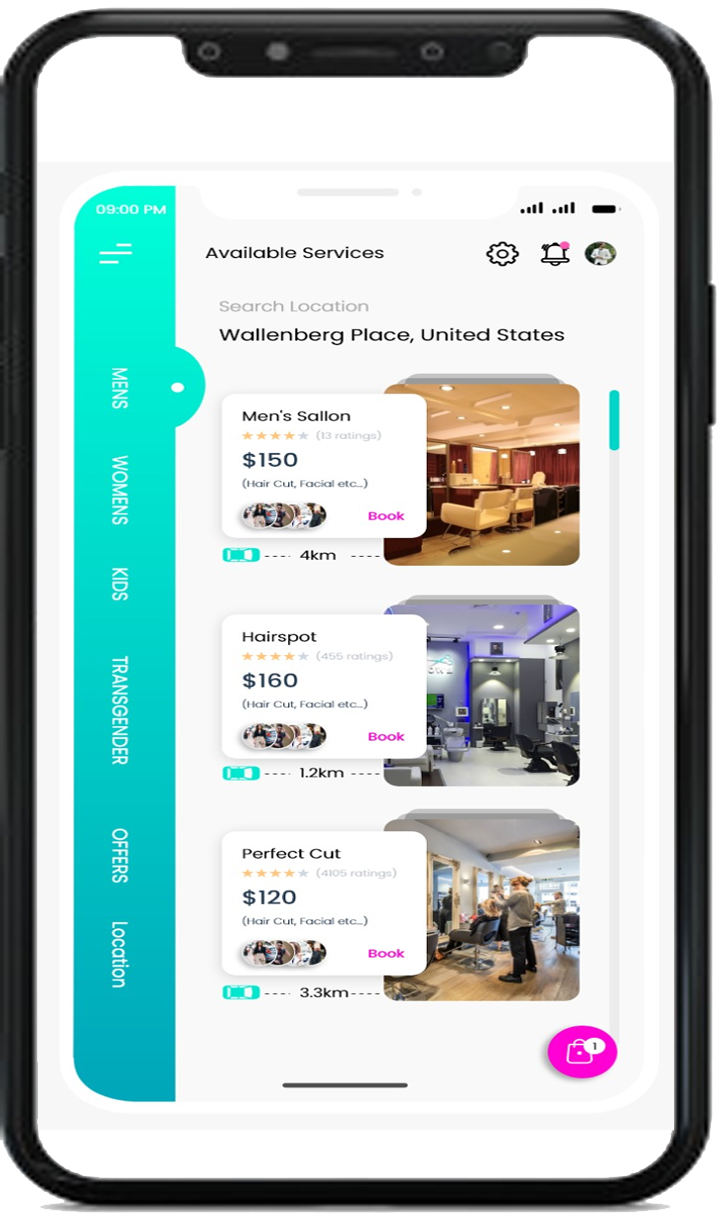 09:00 PM
Available Services
Search Location
Wallenberg Place, United States
MENS
WOMENS
KIDS
TRANSGENDER
OFFERS
Location
Men's Sallon
(13 ratings)
$150
(Hair Cut, Facial etc...)
Book
4km
Hairspot
(455 ratings)
$160
(Hair Cut, Facial etc...)
Book
1.2km
Perfect Cut
(4105 ratings)
$120
(Hair Cut, Facial etc...)
Book
3.3km
1